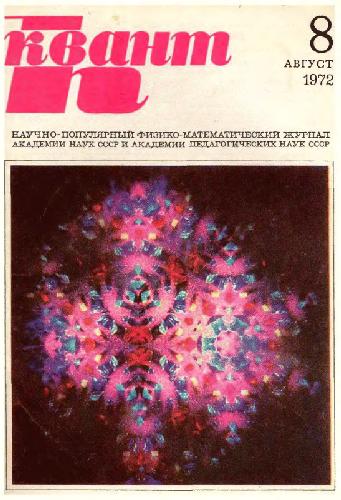 квант
8
АВГУСТ
1972
НАУЧНО-ПОПУЛЯРНЫЙ ФИЗИКО-МАТЕМАТИЧЕСКИЙ ЖУРНАЛ
АКАДЕМИИ НАУК СССР И АКАДЕМИИ ПЕДАГОГИЧЕСКИХ НАУК СССР